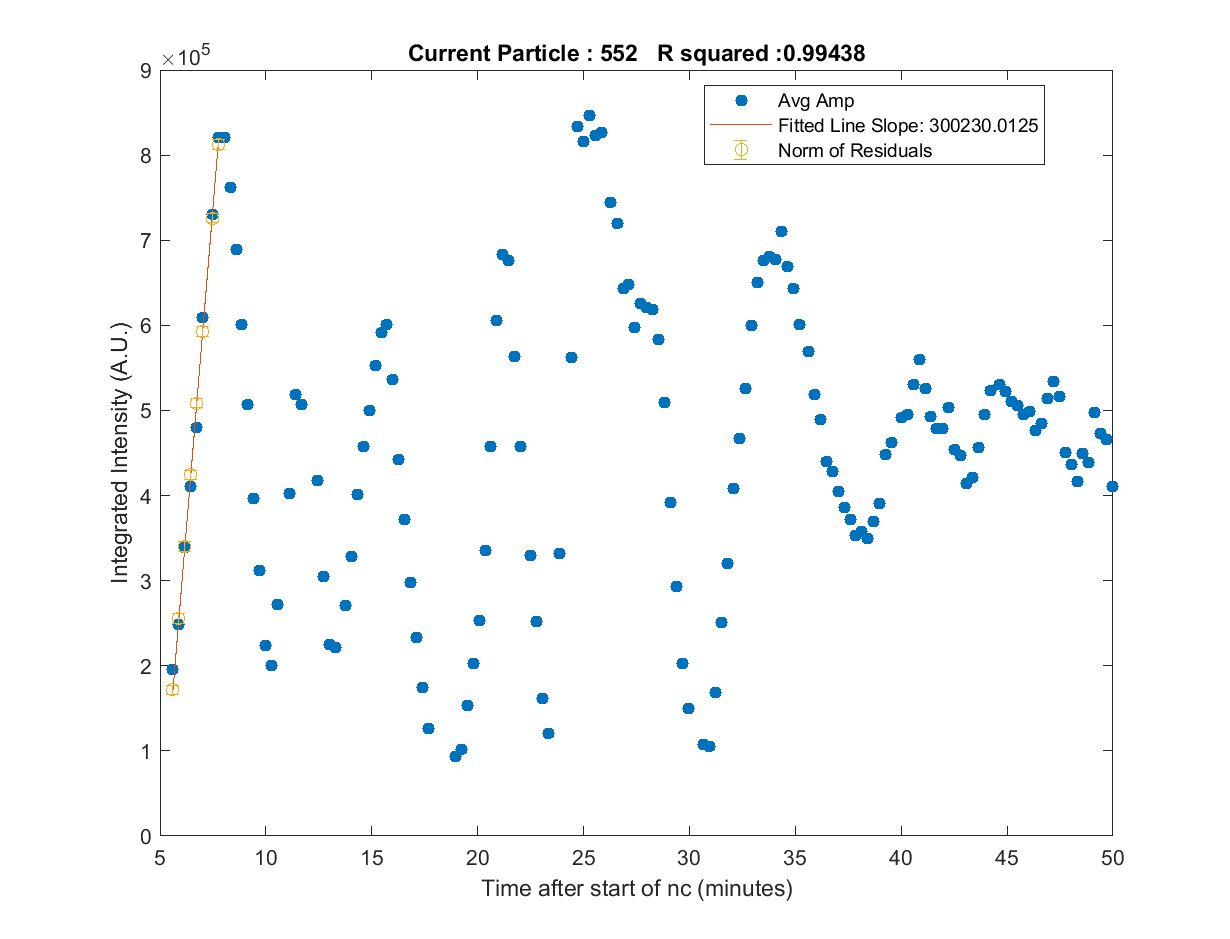 Current Particle : 552 R squared :0.99438
×10^5
9
8
7
6
5
4
3
2
1
0
Integrated Intensity (A.U.)
Avg Amp
Fitted Line Slope: 300230.0125
Norm of Residuals
5 10 15 20 25 30 35 40 45 50
Time after start of nc (minutes)